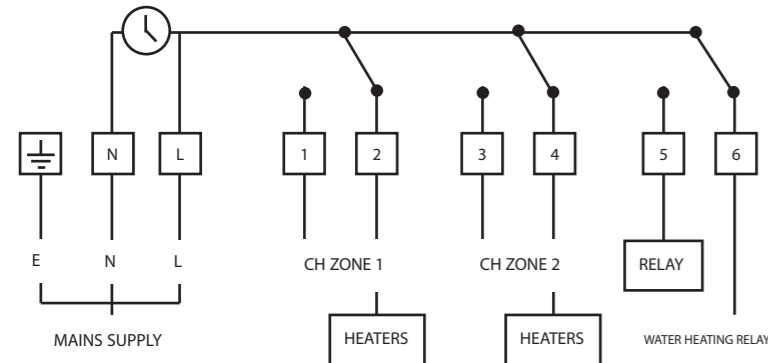 N L 1 2 3 4 5 6
E N L CH ZONE 1 CH ZONE 2 RELAY
MAINS SUPPLY HEATERS HEATERS WATER HEATING RELAY